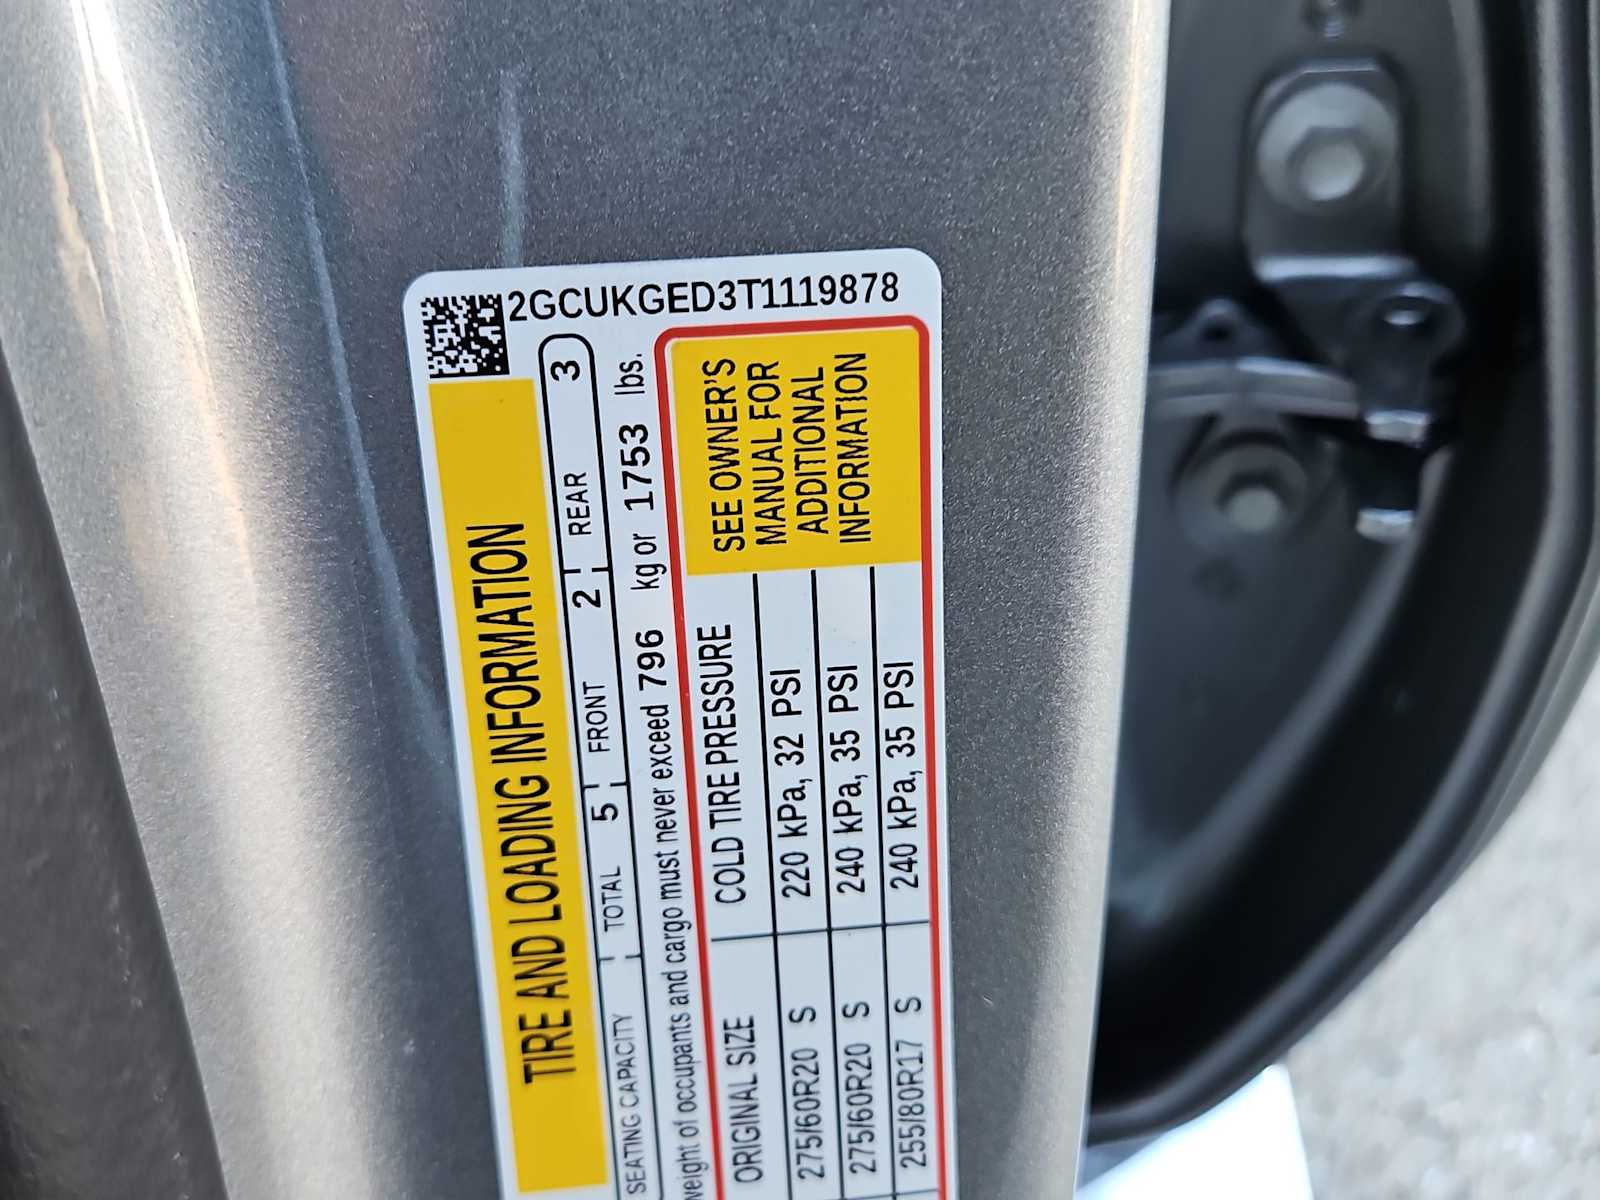 2GCUKGED3T1119878
TIRE AND LOADING INFORMATION
SEATING CAPACITY TOTAL 5 FRONT 2 REAR 3
of occupants and cargo must never exceed 796 kg or 1753 lbs.
ORIGINAL SIZE COLD TIRE PRESSURE
275/60R20 S 220 kPa, 32 PSI
275/60R20 S 240 kPa, 35 PSI
255/80R17 S 240 kPa, 35 PSI
SEE OWNER'S
MANUAL FOR
ADDITIONAL
INFORMATION